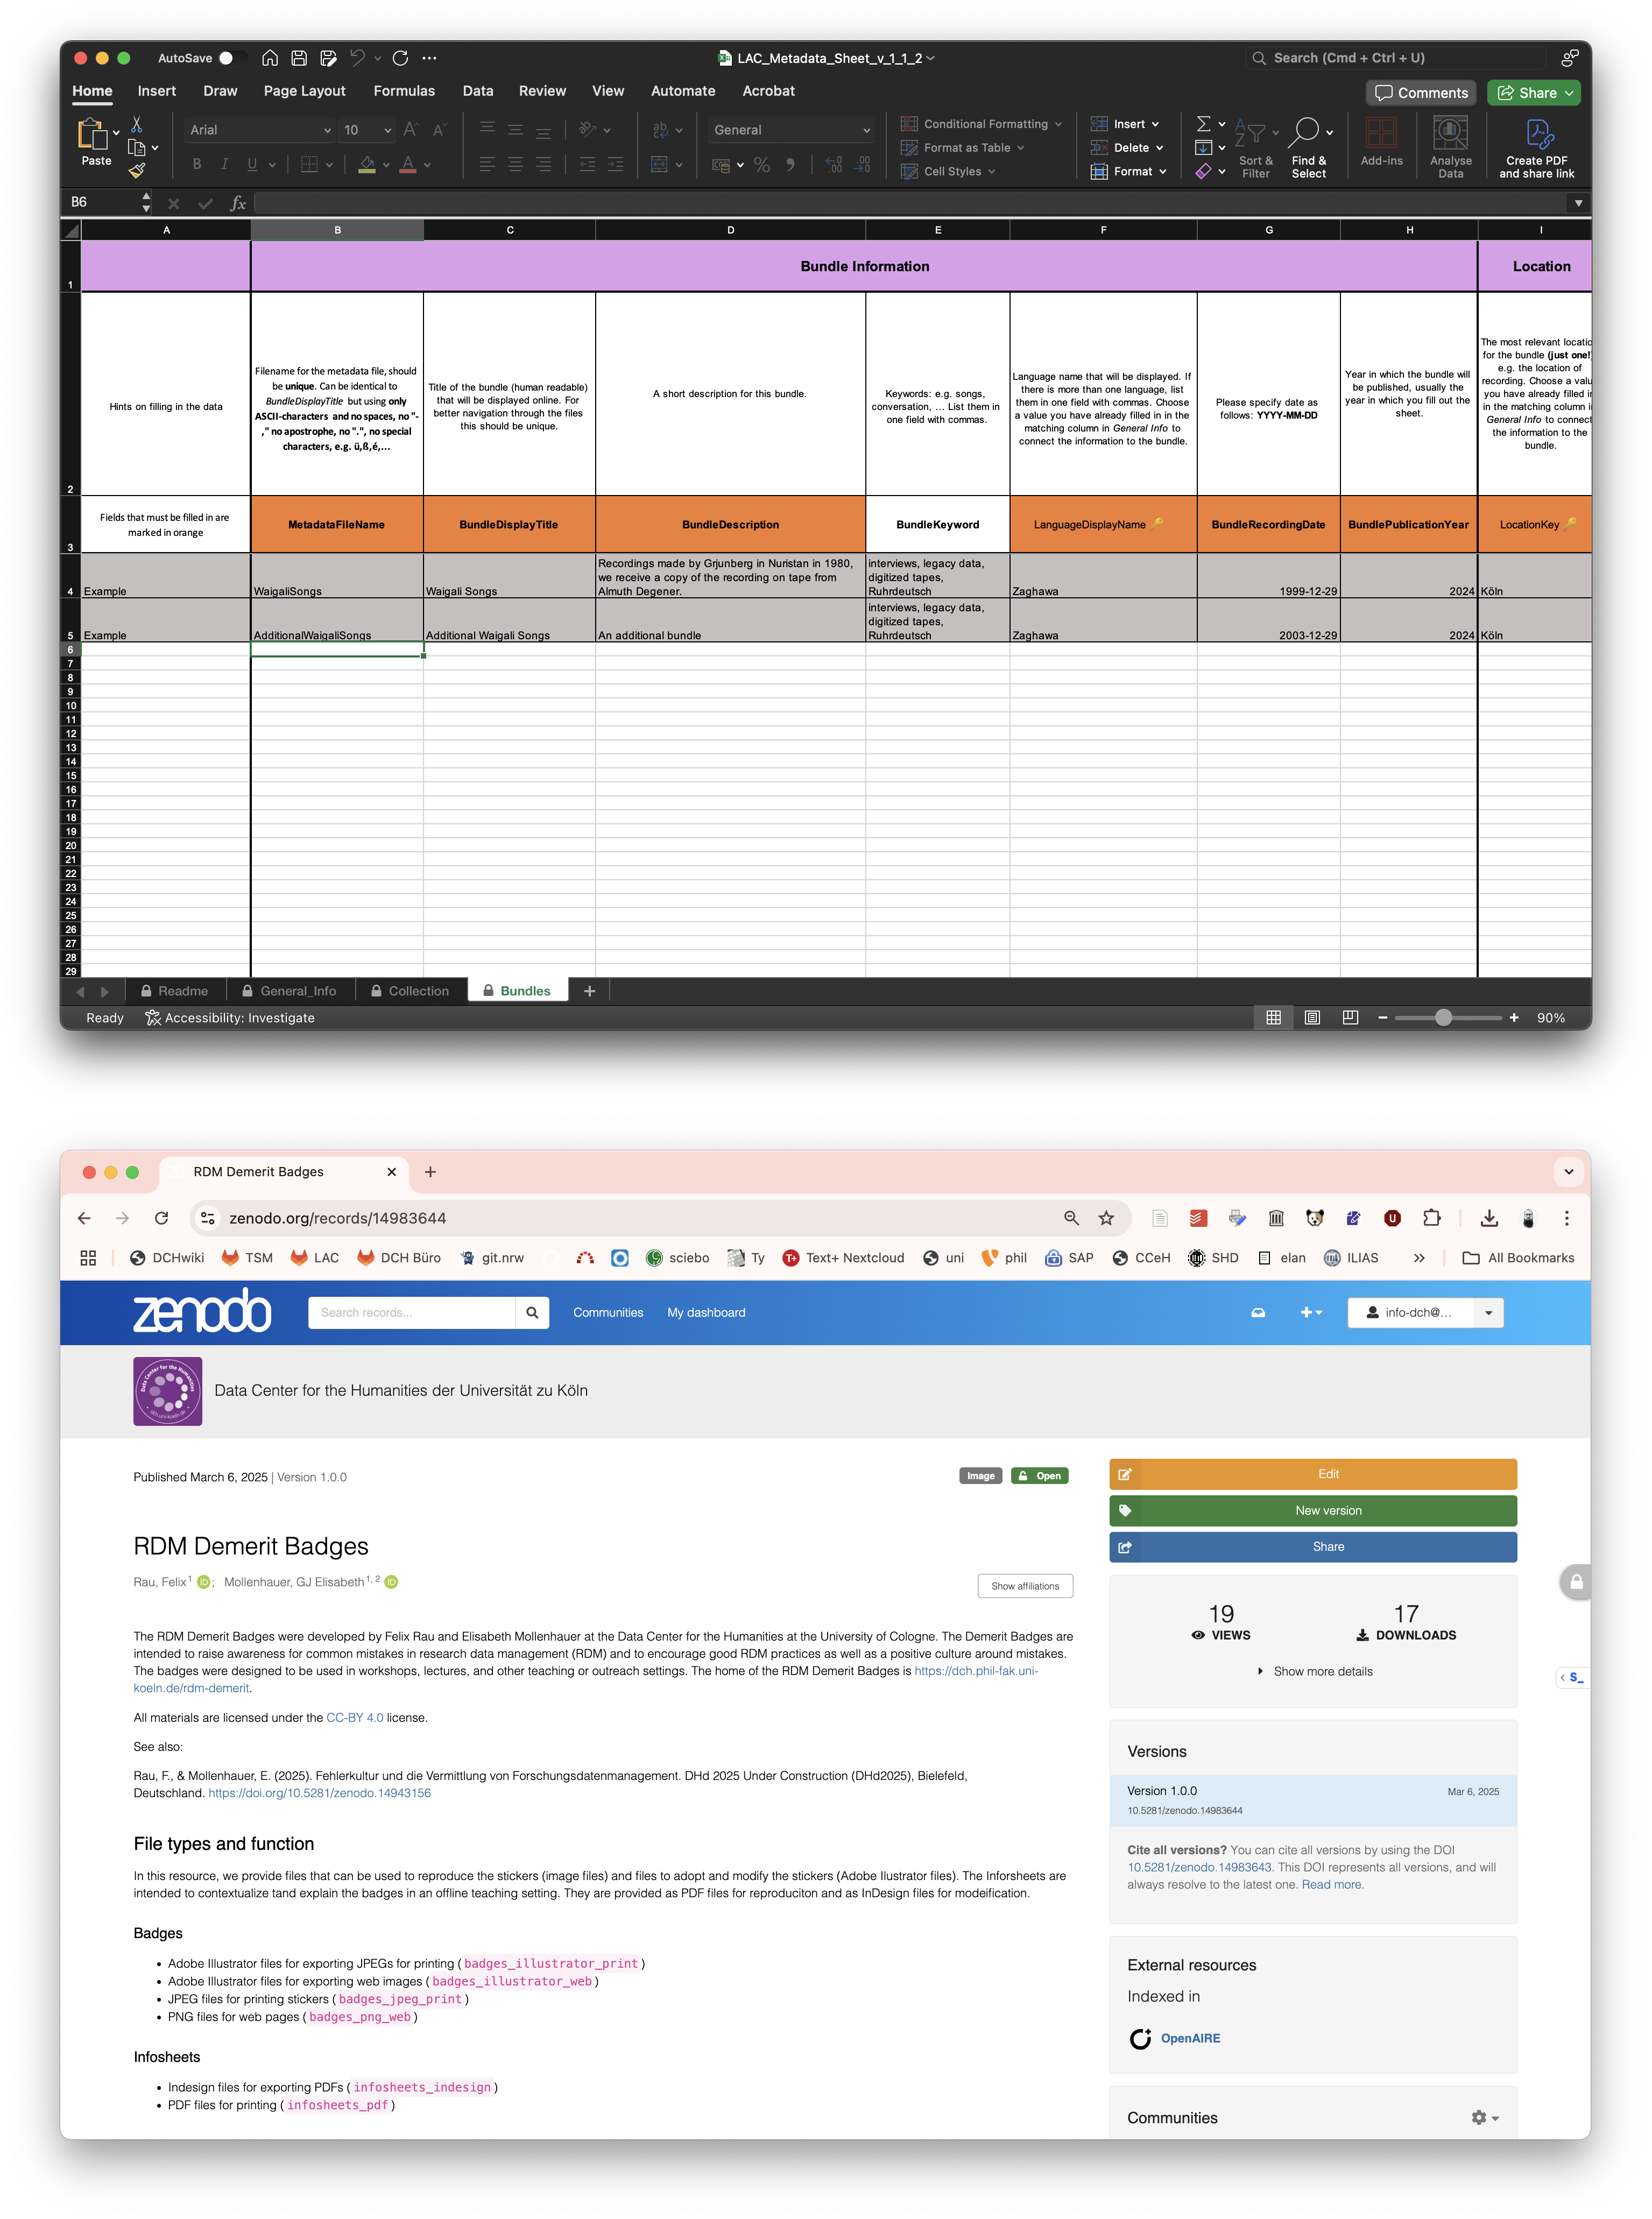 AutoSave
LAC_Metadata_Sheet_v_1_1_2
Search (Cmd + Ctrl + U)
Home Insert Draw Page Layout Formulas Data Review View Automate Acrobat
Comments Share
Paste
Arial 10
General
Conditional Formatting
Format as Table
Cell Styles
Insert
Delete
Format
Sort & Filter
Find & Select
Add-ins
Analyse Data
Create PDF and share link
B6 fx
A B C D E F G H I
1 Bundle Information Location
2
Hints on filling in the data
Filename for the metadata file, should
be unique. Can be identical to
BundleDisplayTitle but using only
ASCII-characters and no spaces, no "-
," no apostrophe, no ".", no special
characters, e.g. ü,ß,é,...
Title of the bundle (human readable)
that will be displayed online. For
better navigation through the files
this should be unique.
A short description for this bundle.
Keywords: e.g. songs,
conversation, … List them in
one field with commas.
Language name that will be displayed. If
there is more than one language, list
them in one field with commas. Choose
a value you have already filled in in the
matching column in General Info to
connect the information to the bundle.
Please specify date as
follows: YYYY-MM-DD
Year in which the bundle will
be published, usually the
year in which you fill out the
sheet.
The most relevant locatio
for the bundle (just one!)
e.g. the location of
recording. Choose a valu
you have already filled in
in the matching column i
General Info to connect
the information to the
bundle.
3
Fields that must be filled in are
marked in orange
MetadataFileName BundleDisplayTitle BundleDescription BundleKeyword LanguageDisplayName BundleRecordingDate BundlePublicationYear LocationKey
4 Example WaigaliSongs Waigali Songs
Recordings made by Grjunberg in Nuristan in 1980,
we receive a copy of the recording on tape from
Almuth Degener.
interviews, legacy data,
digitized tapes,
Ruhrdeutsch
Zaghawa 1999-12-29 2024 Köln
5 Example AdditionalWaigaliSongs Additional Waigali Songs An additional bundle
interviews, legacy data,
digitized tapes,
Ruhrdeutsch
Zaghawa 2003-12-29 2024 Köln
6
7
8
9
10
11
12
13
14
15
16
17
18
19
20
21
22
23
24
25
26
27
28
29
Readme General_Info Collection Bundles +
Ready Accessibility: Investigate 90%
RDM Demerit Badges
zenodo.org/records/14983644
DCHwiki TSM LAC DCH Büro git.nrw sciebo Ty Text+ Nextcloud uni phil SAP CCeH SHD elan ILIAS » All Bookmarks
zenodo
Search records...
Communities My dashboard info-dch@...
Data Center for the Humanities
dch.uni-koeln.de
Data Center for the Humanities der Universität zu Köln
Published March 6, 2025 | Version 1.0.0
Image Open
RDM Demerit Badges
Rau, Felix1 iD; Mollenhauer, GJ Elisabeth1, 2 iD
Show affiliations
The RDM Demerit Badges were developed by Felix Rau and Elisabeth Mollenhauer at the Data Center for the Humanities at the University of Cologne. The Demerit Badges are
intended to raise awareness for common mistakes in research data management (RDM) and to encourage good RDM practices as well as a positive culture around mistakes.
The badges were designed to be used in workshops, lectures, and other teaching or outreach settings. The home of the RDM Demerit Badges is https://dch.phil-fak.uni-
koeln.de/rdm-demerit.
All materials are licensed under the CC-BY 4.0 license.
See also:
Rau, F., & Mollenhauer, E. (2025). Fehlerkultur und die Vermittlung von Forschungsdatenmanagement. DHd 2025 Under Construction (DHd2025), Bielefeld,
Deutschland. https://doi.org/10.5281/zenodo.14943156
File types and function
In this resource, we provide files that can be used to reproduce the stickers (image files) and files to adopt and modify the stickers (Adobe llustrator files). The Inforsheets are
intended to contextualize tand explain the badges in an offline teaching setting. They are provided as PDF files for reproduciton and as InDesign files for modeification.
Badges
• Adobe Illustrator files for exporting JPEGs for printing ( badges_illustrator_print )
• Adobe Illustrator files for exporting web images ( badges_illustrator_web )
• JPEG files for printing stickers ( badges_jpeg_print )
• PNG files for web pages ( badges_png_web )
Infosheets
• Indesign files for exporting PDFs ( infosheets_indesign )
• PDF files for printing ( infosheets_pdf )
Edit
New version
Share
19 17
VIEWS DOWNLOADS
Show more details
Versions
Version 1.0.0 Mar 6, 2025
10.5281/zenodo.14983644
Cite all versions? You can cite all versions by using the DOI
10.5281/zenodo.14983643. This DOI represents all versions, and will
always resolve to the latest one. Read more.
External resources
Indexed in
OpenAIRE
Communities
S_